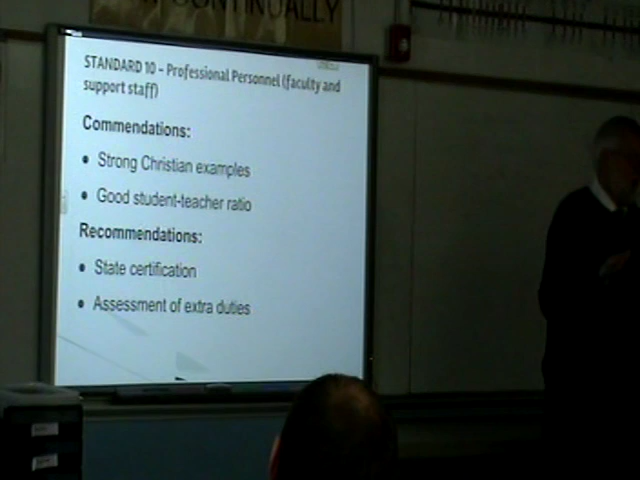 CONTINUALLY
STANDARD 10 – Professional Personnel (faculty and
support staff)
Commendations:
• Strong Christian examples
• Good student-teacher ratio
Recommendations:
• State certification
• Assessment of extra duties